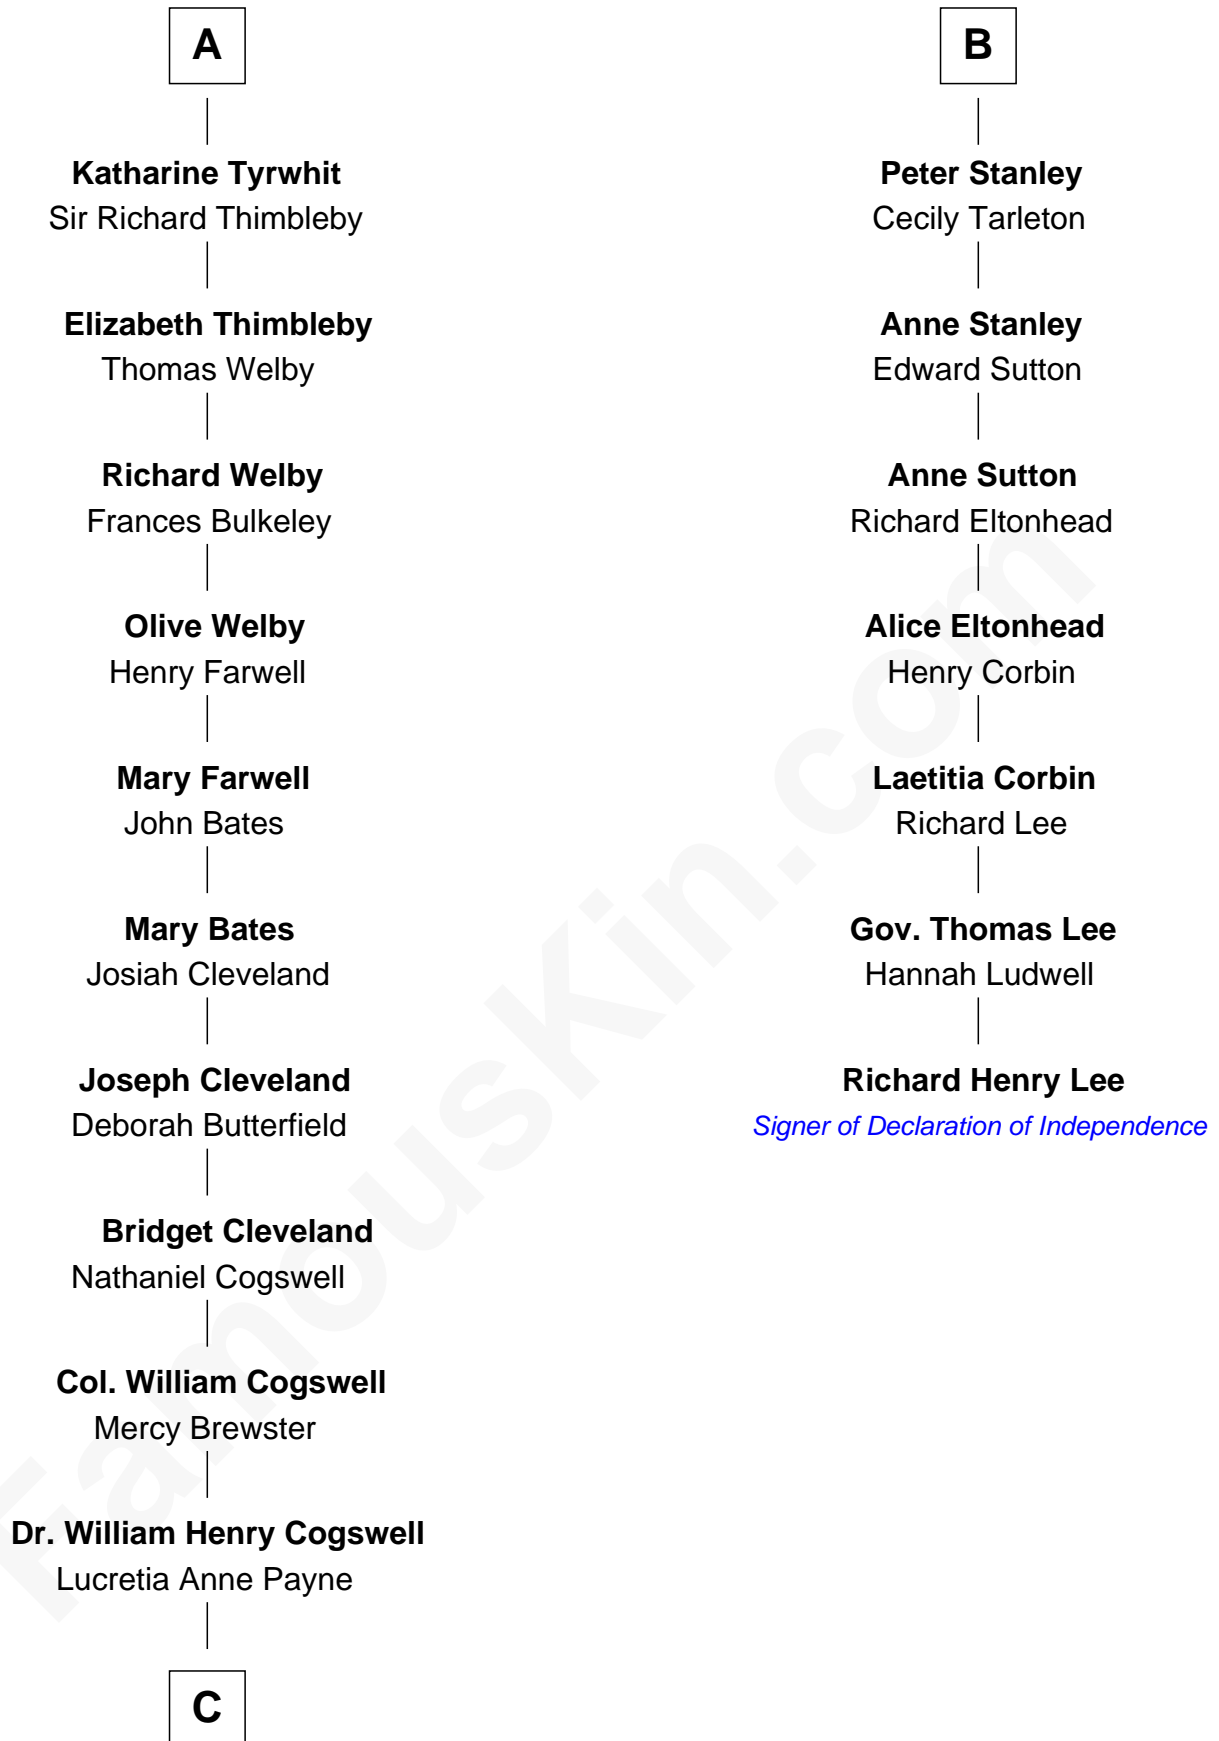 A
Katharine Tyrwhit
Sir Richard Thimbleby
Elizabeth Thimbleby
Thomas Welby
Richard Welby
Frances Bulkeley
Olive Welby
Henry Farwell
Mary Farwell
John Bates
Mary Bates
Josiah Cleveland
Joseph Cleveland
Deborah Butterfield
Bridget Cleveland
Nathaniel Cogswell
Col. William Cogswell
Mercy Brewster
Dr. William Henry Cogswell
Lucretia Anne Payne
C
B
Peter Stanley
Cecily Tarleton
Anne Stanley
Edward Sutton
Anne Sutton
Richard Eltonhead
Alice Eltonhead
Henry Corbin
Laetitia Corbin
Richard Lee
Gov. Thomas Lee
Hannah Ludwell
Richard Henry Lee
Signer of Declaration of Independence
FamousKin.com